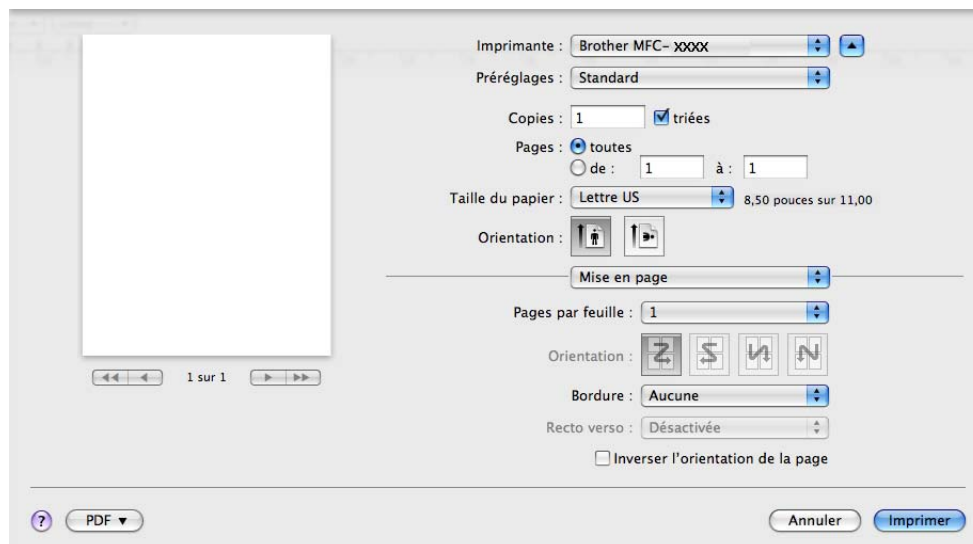 Imprimante : Brother MFC- XXXX
Préréglages : Standard
Copies : 1 triées
Pages : toutes
de : 1 à : 1
Taille du papier : Lettre US 8,50 pouces sur 11,00
Orientation :
Mise en page
Pages par feuille : 1
Orientation :
Bordure : Aucune
Recto verso : Désactivée
Inverser l'orientation de la page
1 sur 1
? PDF Annuler Imprimer